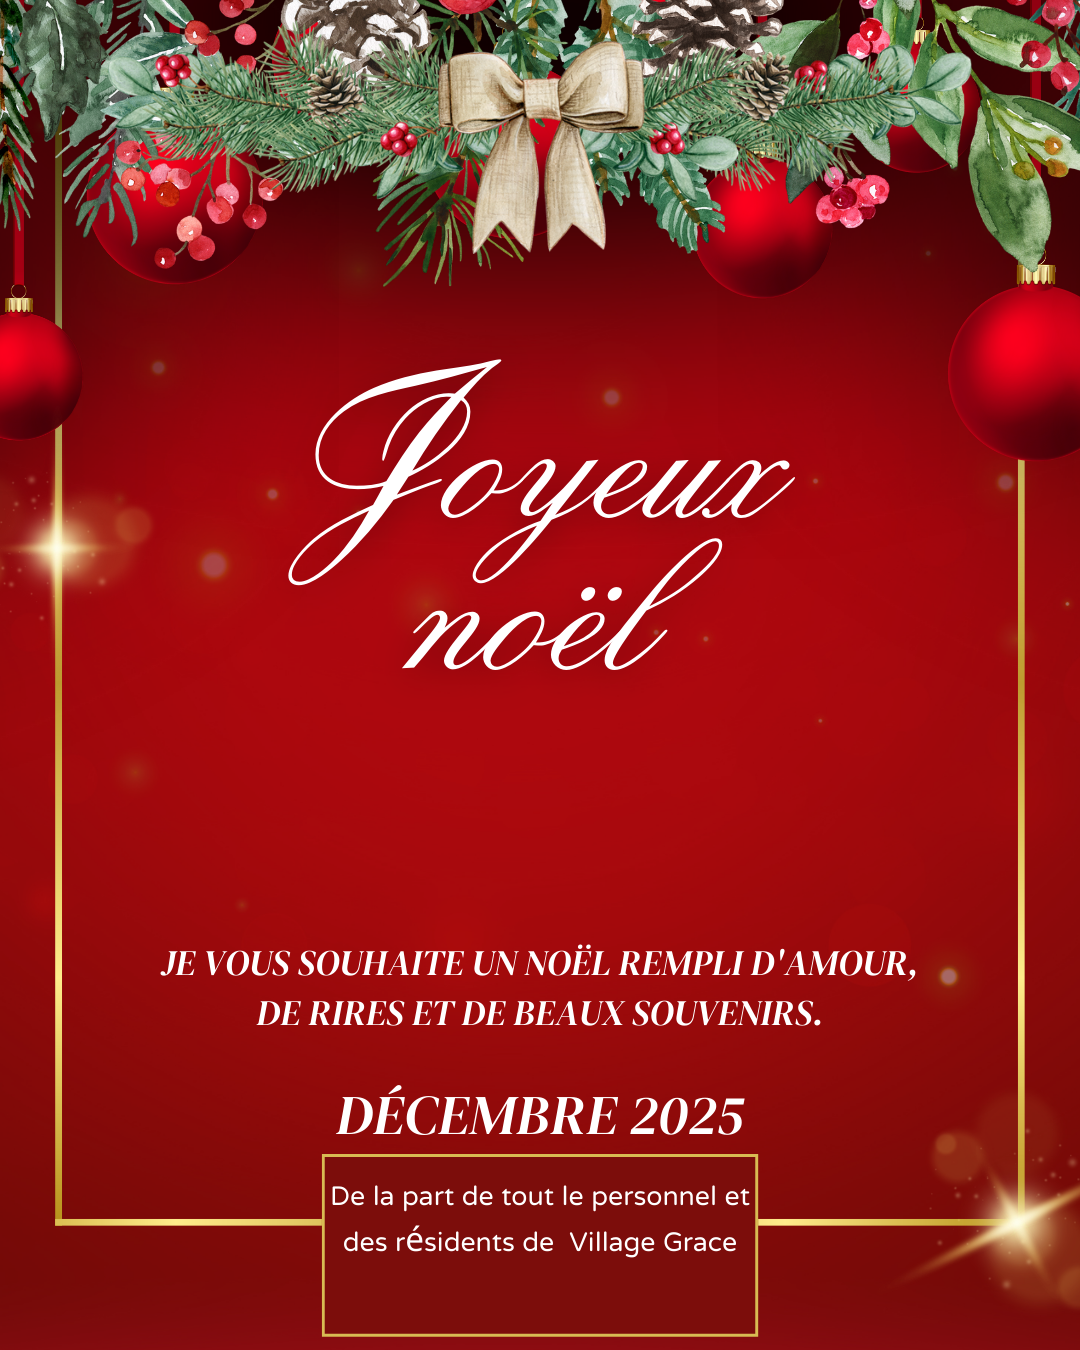 Joyeux
noël
JE VOUS SOUHAITE UN NOËL REMPLI D'AMOUR,
DE RIRES ET DE BEAUX SOUVENIRS.
DÉCEMBRE 2025
De la part de tout le personnel et
des résidents de  Village Grace